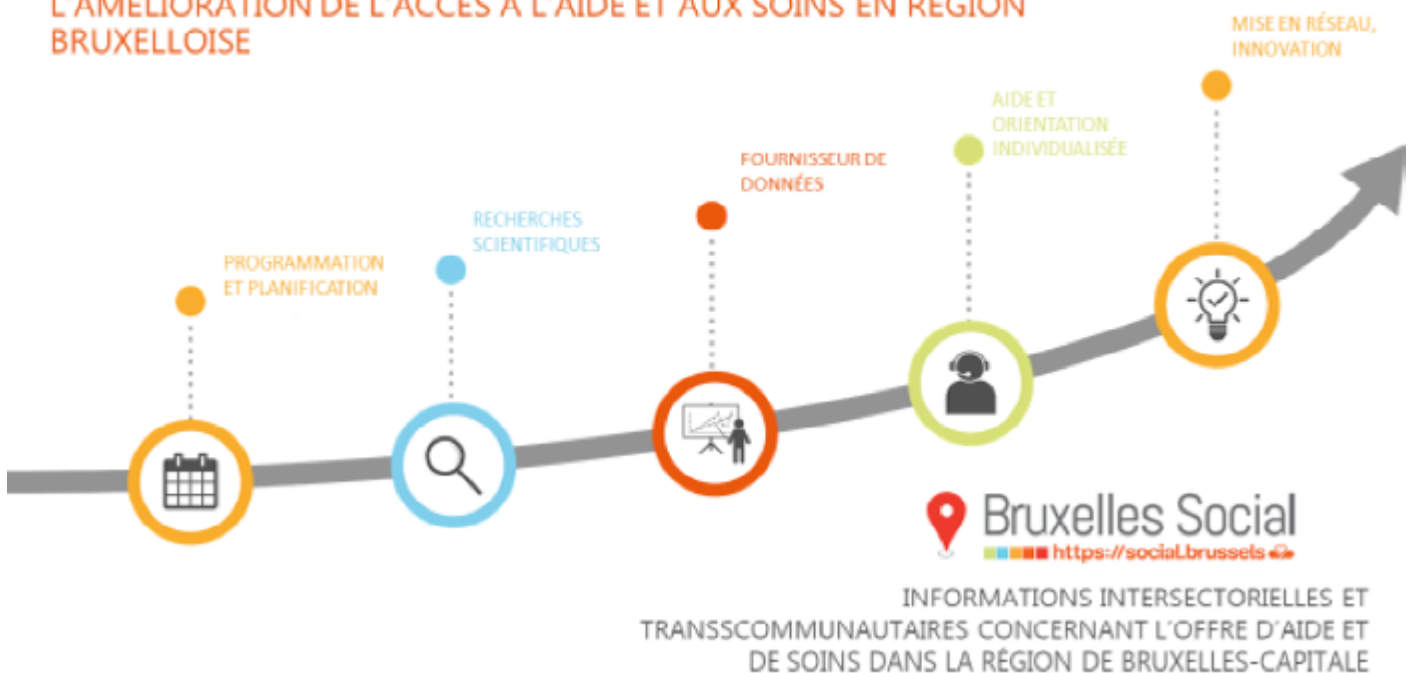 L'AMÉLIORATION DE L'ACCÈS À L'AIDE ET AUX SOINS EN RÉGION
BRUXELLOISE
MISE EN RÉSEAU,
INNOVATION
AIDE ET
ORIENTATION
INDIVIDUALISÉE
FOURNISSEUR DE
DONNÉES
RECHERCHES
SCIENTIFIQUES
PROGRAMMATION
ET PLANIFICATION
Bruxelles Social
https://social.brussels
INFORMATIONS INTERSECTORIELLES ET
TRANSSCOMMUNAUTAIRES CONCERNANT L'OFFRE D'AIDE ET
DE SOINS DANS LA RÉGION DE BRUXELLES-CAPITALE